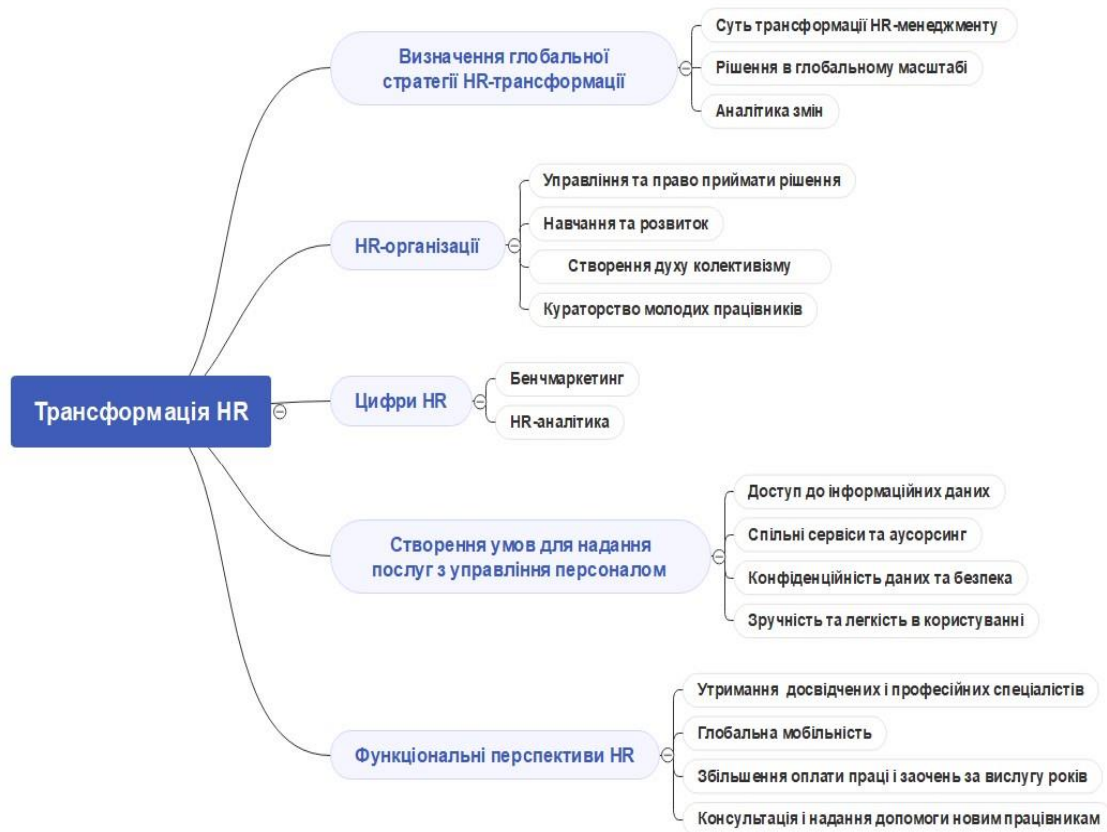 Трансформація HR
Визначення глобальної
стратегії HR-трансформації
Суть трансформації HR-менеджменту
Рішення в глобальному масштабі
Аналітика змін
HR-організації
Управління та право приймати рішення
Навчання та розвиток
Створення духу колективізму
Кураторство молодих працівників
Цифри HR
Бенчмаркетинг
HR-аналітика
Створення умов для надання
послуг з управління персоналом
Доступ до інформаційних даних
Спільні сервіси та аусорсинг
Конфіденційність даних та безпека
Зручність та легкість в користуванні
Функціональні перспективи HR
Утримання досвідчених і професійних спеціалістів
Глобальна мобільність
Збільшення оплати праці і заочень за вислугу років
Консультація і надання допомоги новим працівникам